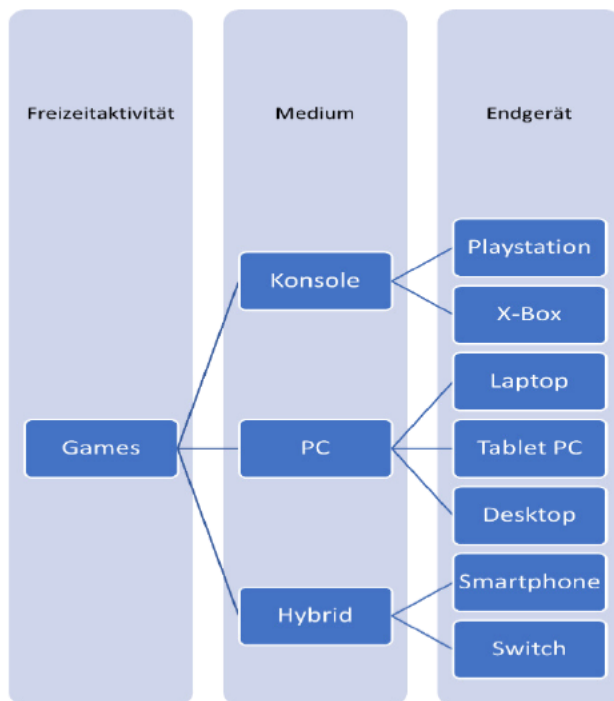 Freizeitaktivität
Medium
Endgerät
Games
Konsole
PC
Hybrid
Playstation
X-Box
Laptop
Tablet PC
Desktop
Smartphone
Switch